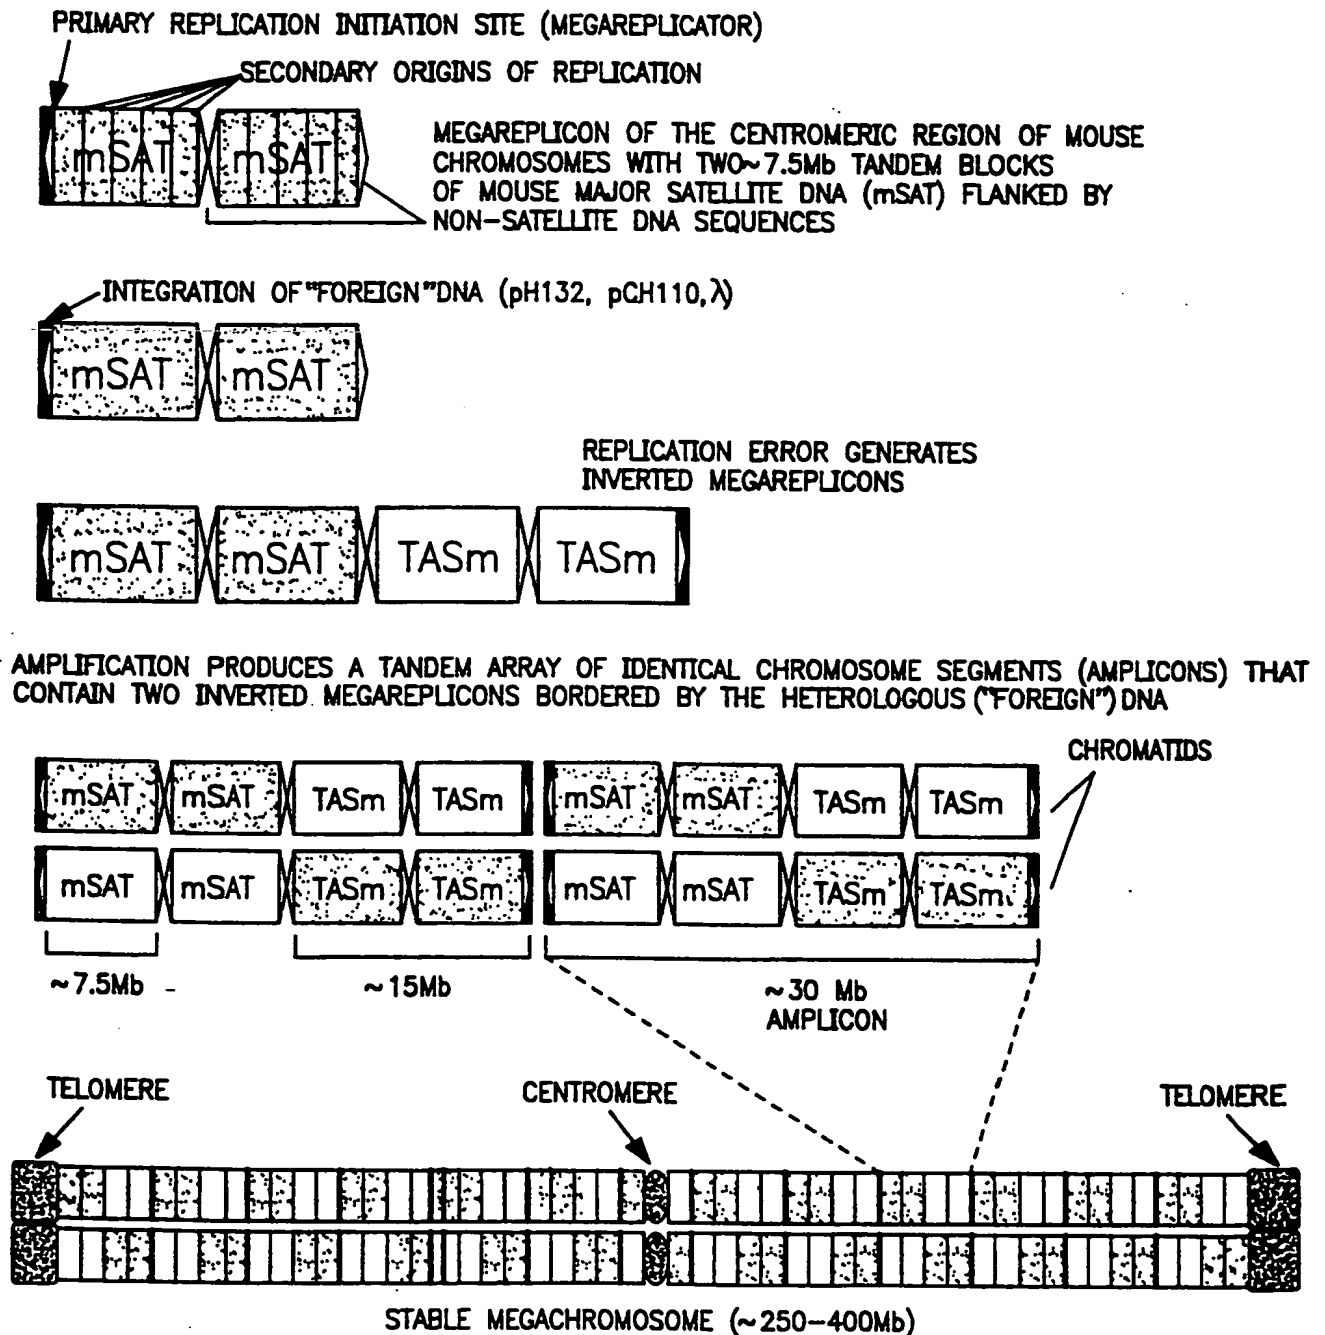 PRIMARY REPLICATION INITIATION SITE (MEGAREPLICATOR)
SECONDARY ORIGINS OF REPLICATION
mSAT mSAT
MEGAREPLICON OF THE CENTROMERIC REGION OF MOUSE
CHROMOSOMES WITH TWO~7.5Mb TANDEM BLOCKS
OF MOUSE MAJOR SATELLITE DNA (mSAT) FLANKED BY
NON-SATELLITE DNA SEQUENCES
INTEGRATION OF "FOREIGN" DNA (pH132, pCH110, λ)
mSAT mSAT
REPLICATION ERROR GENERATES
INVERTED MEGAREPLICONS
mSAT mSAT TASm TASm
AMPLIFICATION PRODUCES A TANDEM ARRAY OF IDENTICAL CHROMOSOME SEGMENTS (AMPLICONS) THAT
CONTAIN TWO INVERTED MEGAREPLICONS BORDERED BY THE HETEROLOGOUS ("FOREIGN") DNA
CHROMATIDS
mSAT mSAT TASm TASm mSAT mSAT TASm TASm
mSAT mSAT TASm TASm mSAT mSAT TASm TASm
~7.5Mb ~15Mb ~30 Mb
AMPLICON
TELOMERE CENTROMERE TELOMERE
STABLE MEGACHROMOSOME (~250-400Mb)